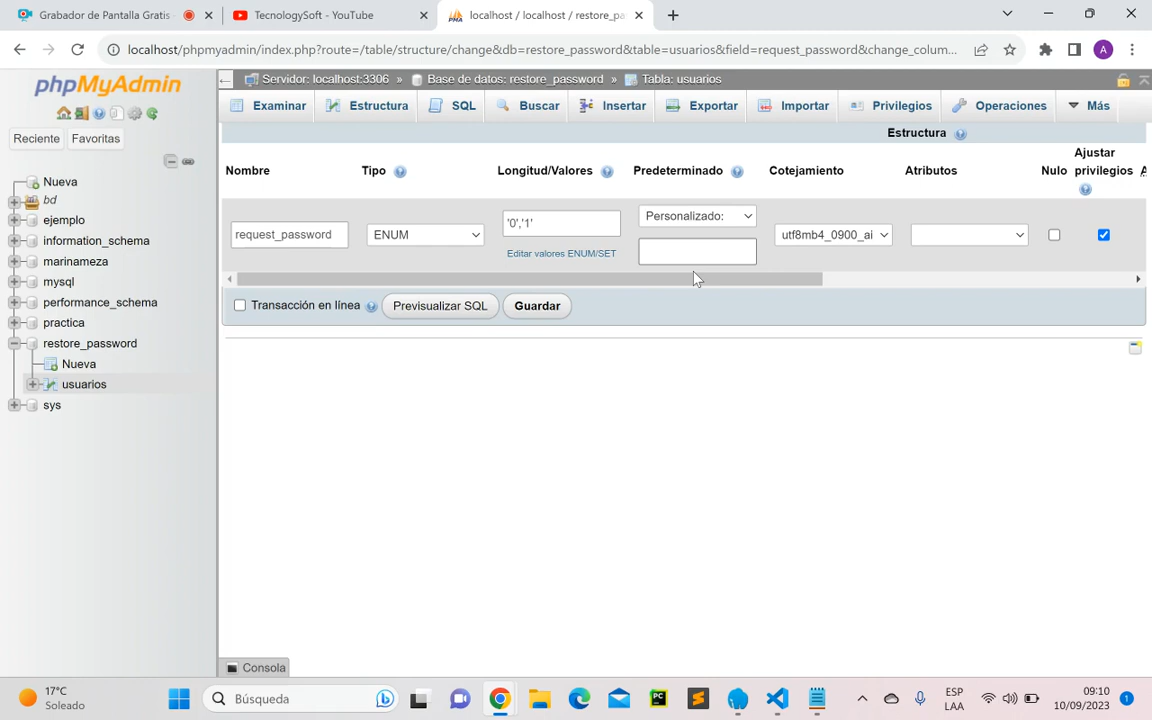 Grabador de Pantalla Gratis -
TecnologySoft - YouTube
localhost / localhost / restore_pa
localhost/phpmyadmin/index.php?route=/table/structure/change&db=restore_password&table=usuarios&field=request_password&change_colum...
A
phpMyAdmin
Reciente
Favoritas
Nueva
bd
ejemplo
information_schema
marinameza
mysql
performance_schema
practica
restore_password
Nueva
usuarios
sys
Servidor: localhost:3306 » Base de datos: restore_password » Tabla: usuarios
Examinar
Estructura
SQL
Buscar
Insertar
Exportar
Importar
Privilegios
Operaciones
Más
Estructura
Nombre
Tipo
Longitud/Valores
Predeterminado
Cotejamiento
Atributos
Nulo
Ajustar
privilegios
A
request_password
ENUM
'0','1'
Editar valores ENUM/SET
Personalizado:
utf8mb4_0900_ai
Transacción en línea
Previsualizar SQL
Guardar
Consola
17°C
Soleado
Búsqueda
PC
ESP
LAA
09:10
10/09/2023
1